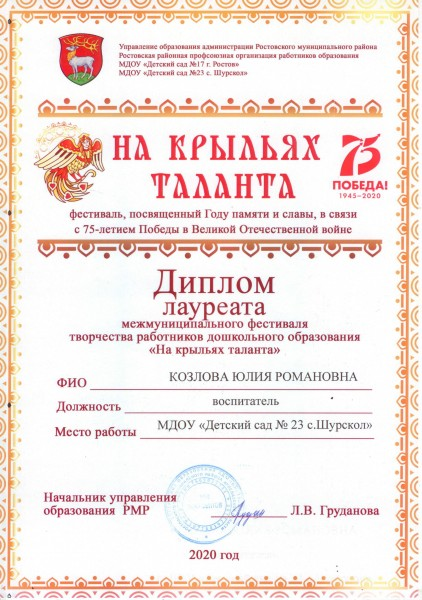 Управление образования администрации Ростовского муниципального района
Ростовская районная профсоюзная организация работников образования
МДОУ «Детский сад №17 г. Ростов»
МДОУ «Детский сад №23 с. Шурскол»
НА КРЫЛЬЯХ
ТАЛАНТА
75
ПОБЕДА!
1945–2020
фестиваль, посвященный Году памяти и славы, в связи
с 75-летием Победы в Великой Отечественной войне
Диплом
лауреата
межмуниципального фестиваля
творчества работников дошкольного образования
«На крыльях таланта»
ФИО КОЗЛОВА ЮЛИЯ РОМАНОВНА
Должность воспитатель
Место работы МДОУ «Детский сад № 23 с.Шурскол»
Начальник управления
образования РМР Л.В. Груданова
2020 год